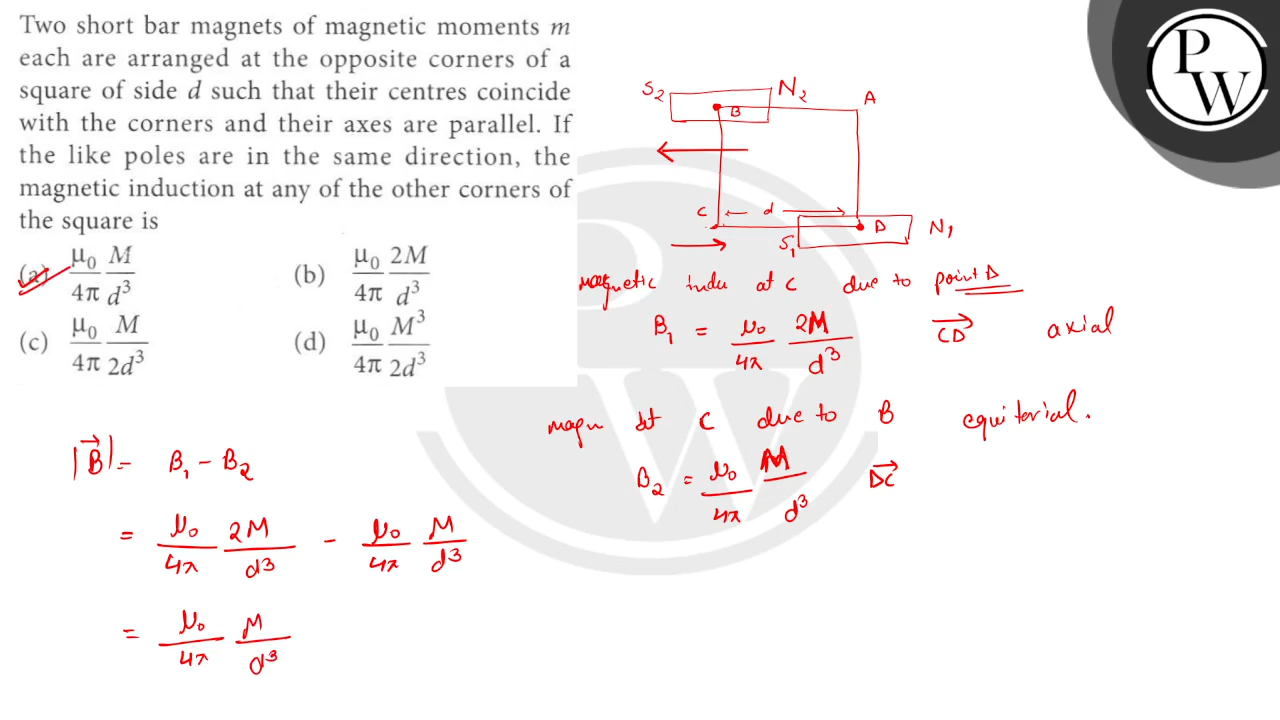 Two short bar magnets of magnetic moments m
each are arranged at the opposite corners of a
square of side d such that their centres coincide
with the corners and their axes are parallel. If
the like poles are in the same direction, the
magnetic induction at any of the other corners of
the square is
(a) μ₀/4π M/d³
(b) μ₀/4π 2M/d³
(c) μ₀/4π M/2d³
(d) μ₀/4π M³/2d³
P
W
S₂ B N₂ A
C ← d →
S₁ D N₁
magnetic indu at C due to point D
B₁ = μ₀/4π 2M/d³ CD→ axial
magn at C due to B equitorial.
B₂ = μ₀/4π M/d³ DC→
|B→| = B₁ - B₂
= μ₀/4π 2M/d³ - μ₀/4π M/d³
= μ₀/4π M/d³